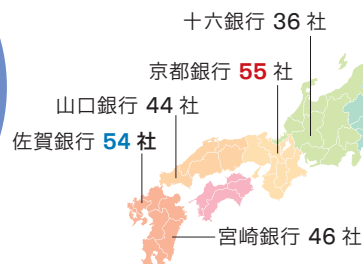 十六銀行 36 社
京都銀行 55 社
山口銀行 44 社
佐賀銀行 54 社
宮崎銀行 46 社